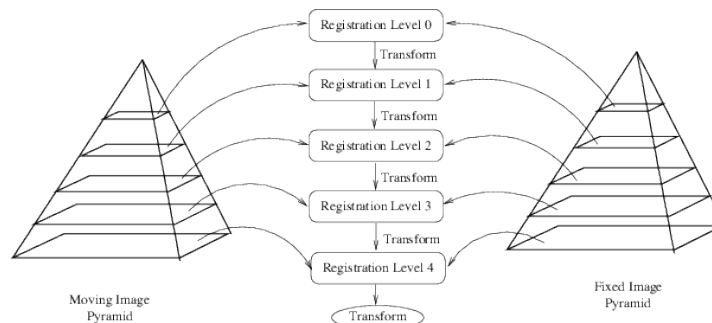 Registration Level 0
Transform
Registration Level 1
Transform
Registration Level 2
Transform
Registration Level 3
Transform
Registration Level 4
Transform
Moving Image
Pyramid
Fixed Image
Pyramid